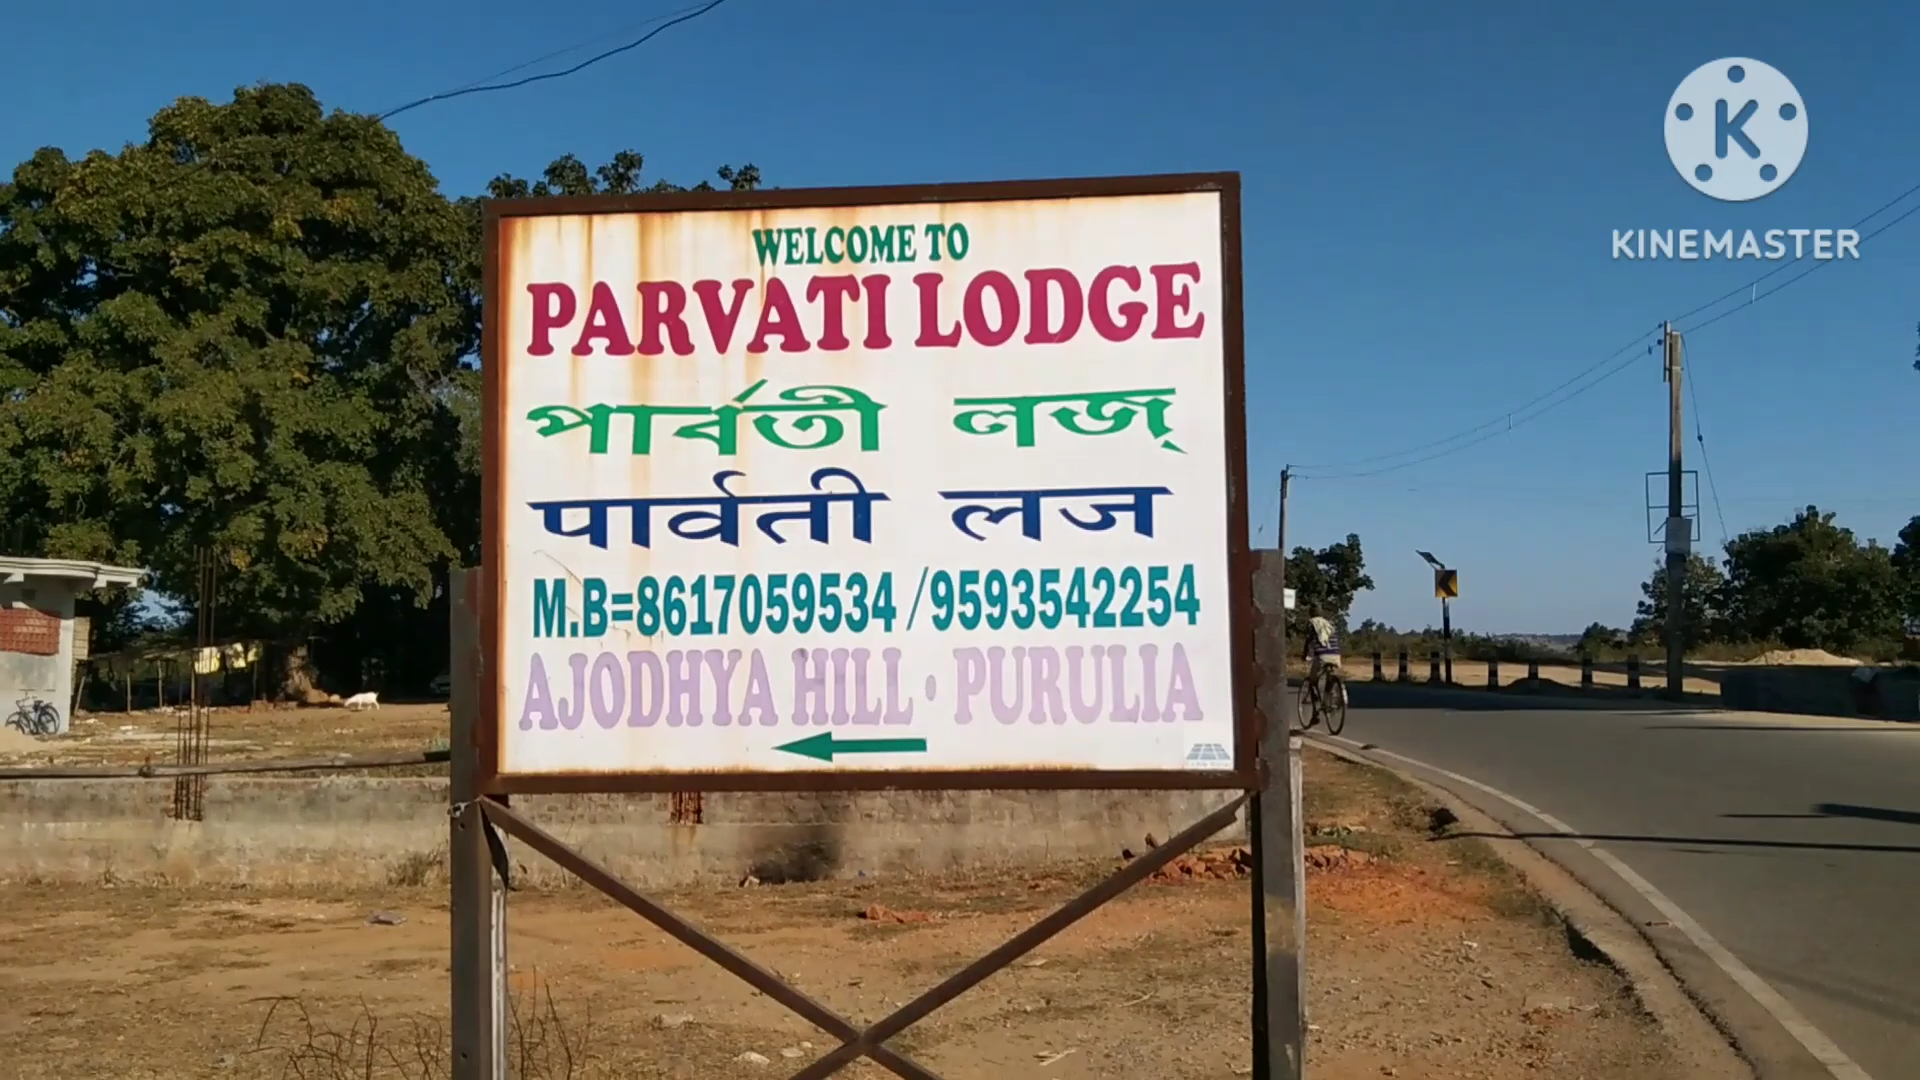 WELCOME TO
PARVATI LODGE
পার্বতী লজ্
पार्वती लज
M.B=8617059534 /9593542254
AJODHYA HILL • PURULIA
K
KINEMASTER